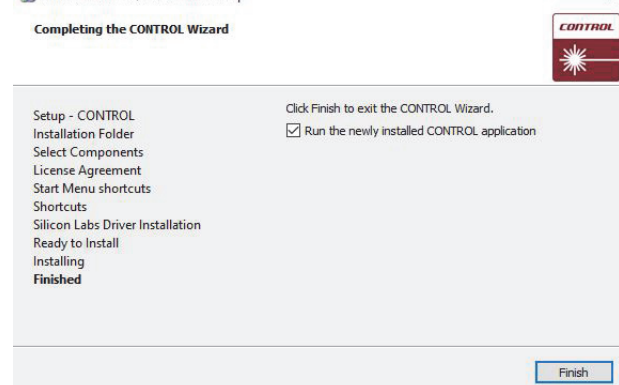 Completing the CONTROL Wizard
CONTROL
Setup - CONTROL
Installation Folder
Select Components
License Agreement
Start Menu shortcuts
Shortcuts
Silicon Labs Driver Installation
Ready to Install
Installing
Finished
Click Finish to exit the CONTROL Wizard.
Run the newly installed CONTROL application
Finish